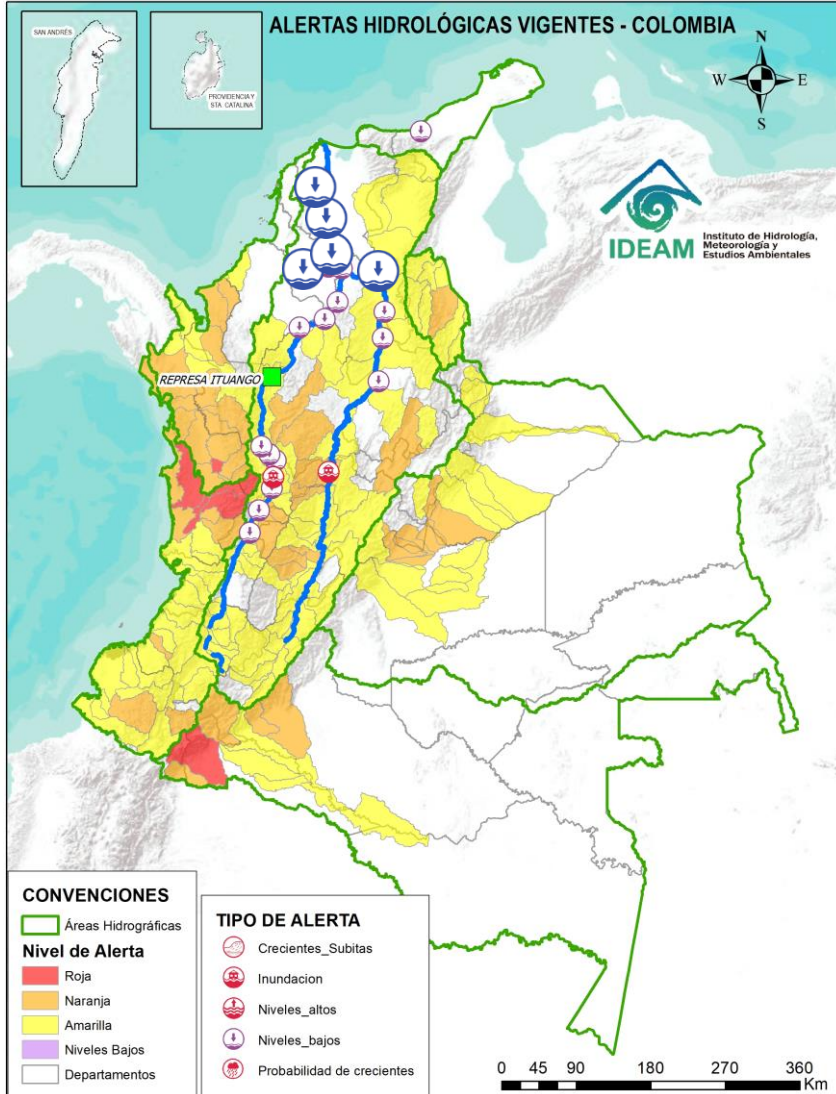 ALERTAS HIDROLÓGICAS VIGENTES - COLOMBIA
SAN ANDRÉS
PROVIDENCIA Y
STA. CATALINA
N
W
E
S
IDEAM
Instituto de Hidrología,
Meteorología y
Estudios Ambientales
REPRESA ITUANGO
CONVENCIONES
Áreas Hidrográficas
Nivel de Alerta
Roja
Naranja
Amarilla
Niveles Bajos
Departamentos
TIPO DE ALERTA
Crecientes_Subitas
Inundacion
Niveles_altos
Niveles_bajos
Probabilidad de crecientes
0 45 90 180 270 360
Km